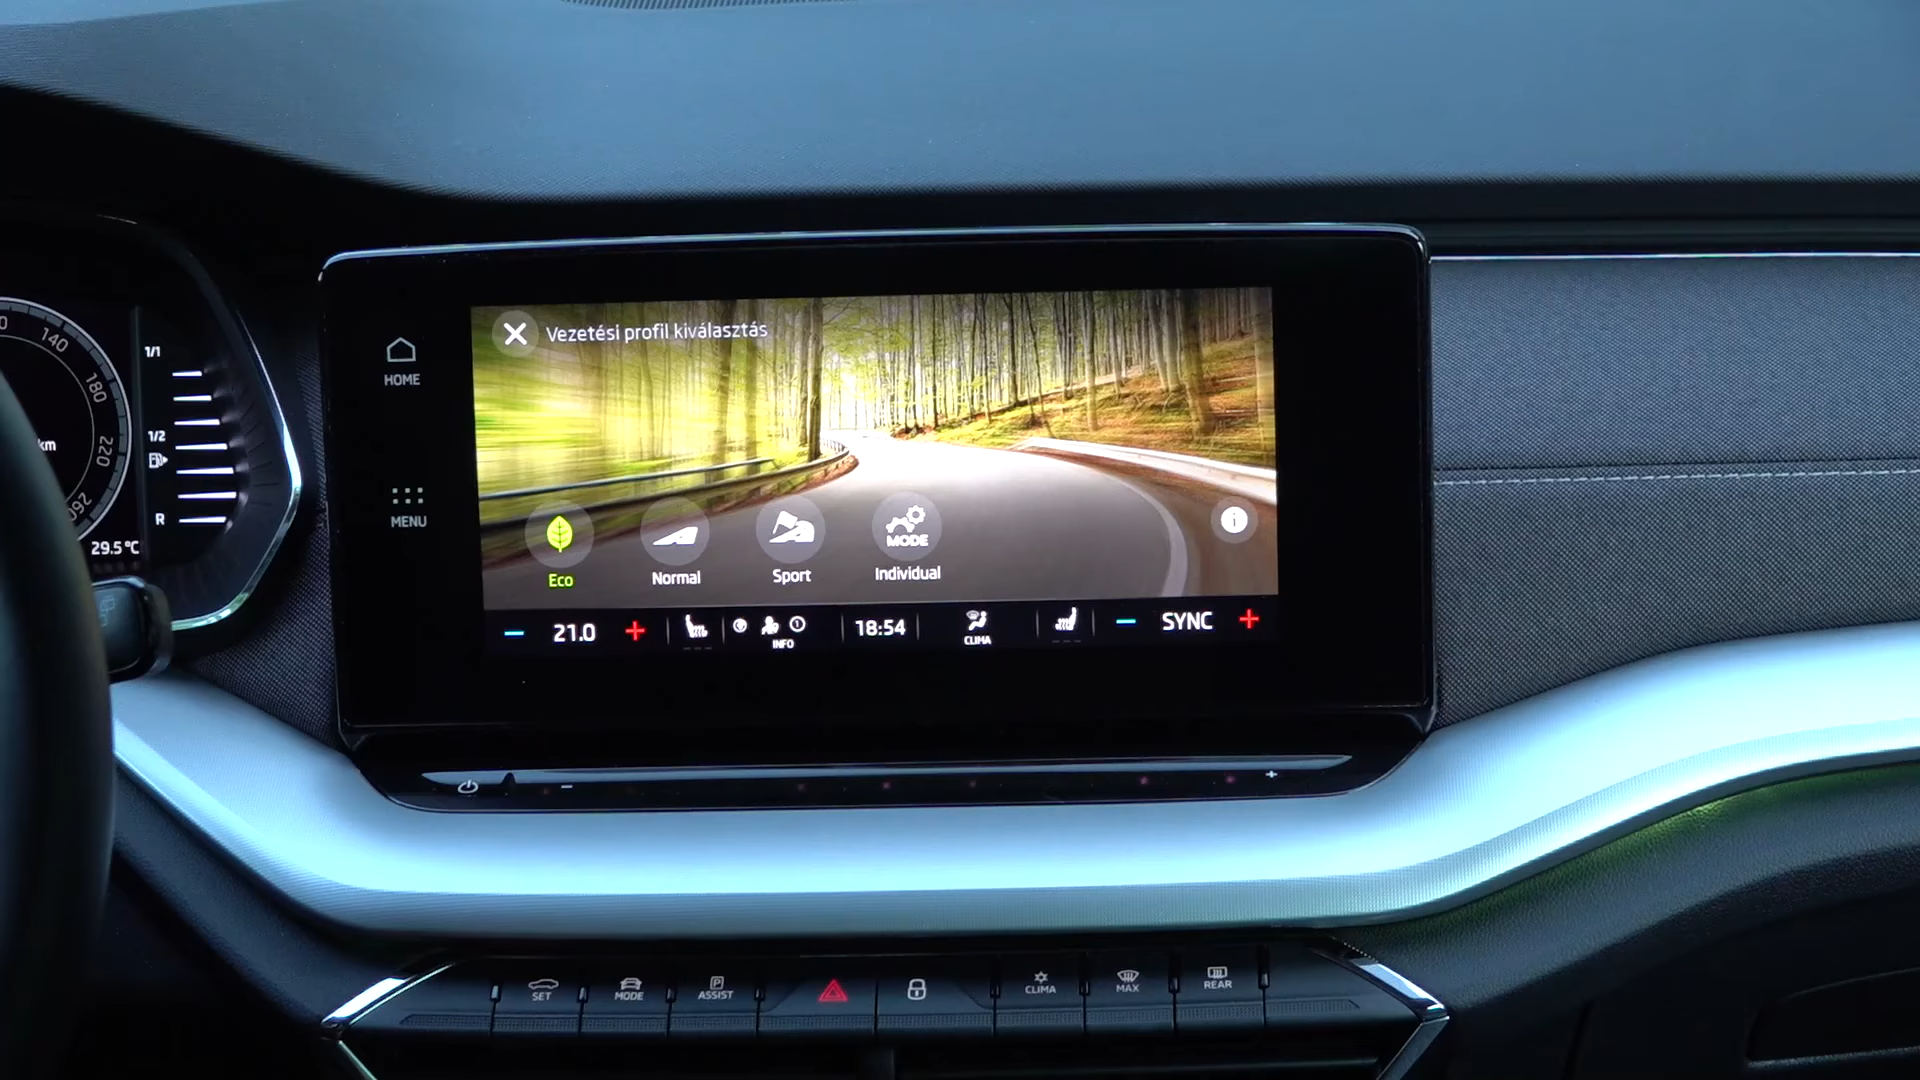 140
180
220
260
km
29.5°C
1/1
1/2
R
HOME
MENU
Vezetési profil kiválasztás
Eco
Normal
Sport
MODE
Individual
i
21.0
INFO
18:54
CLIMA
SYNC
SET
MODE
P
ASSIST
CLIMA
MAX
REAR